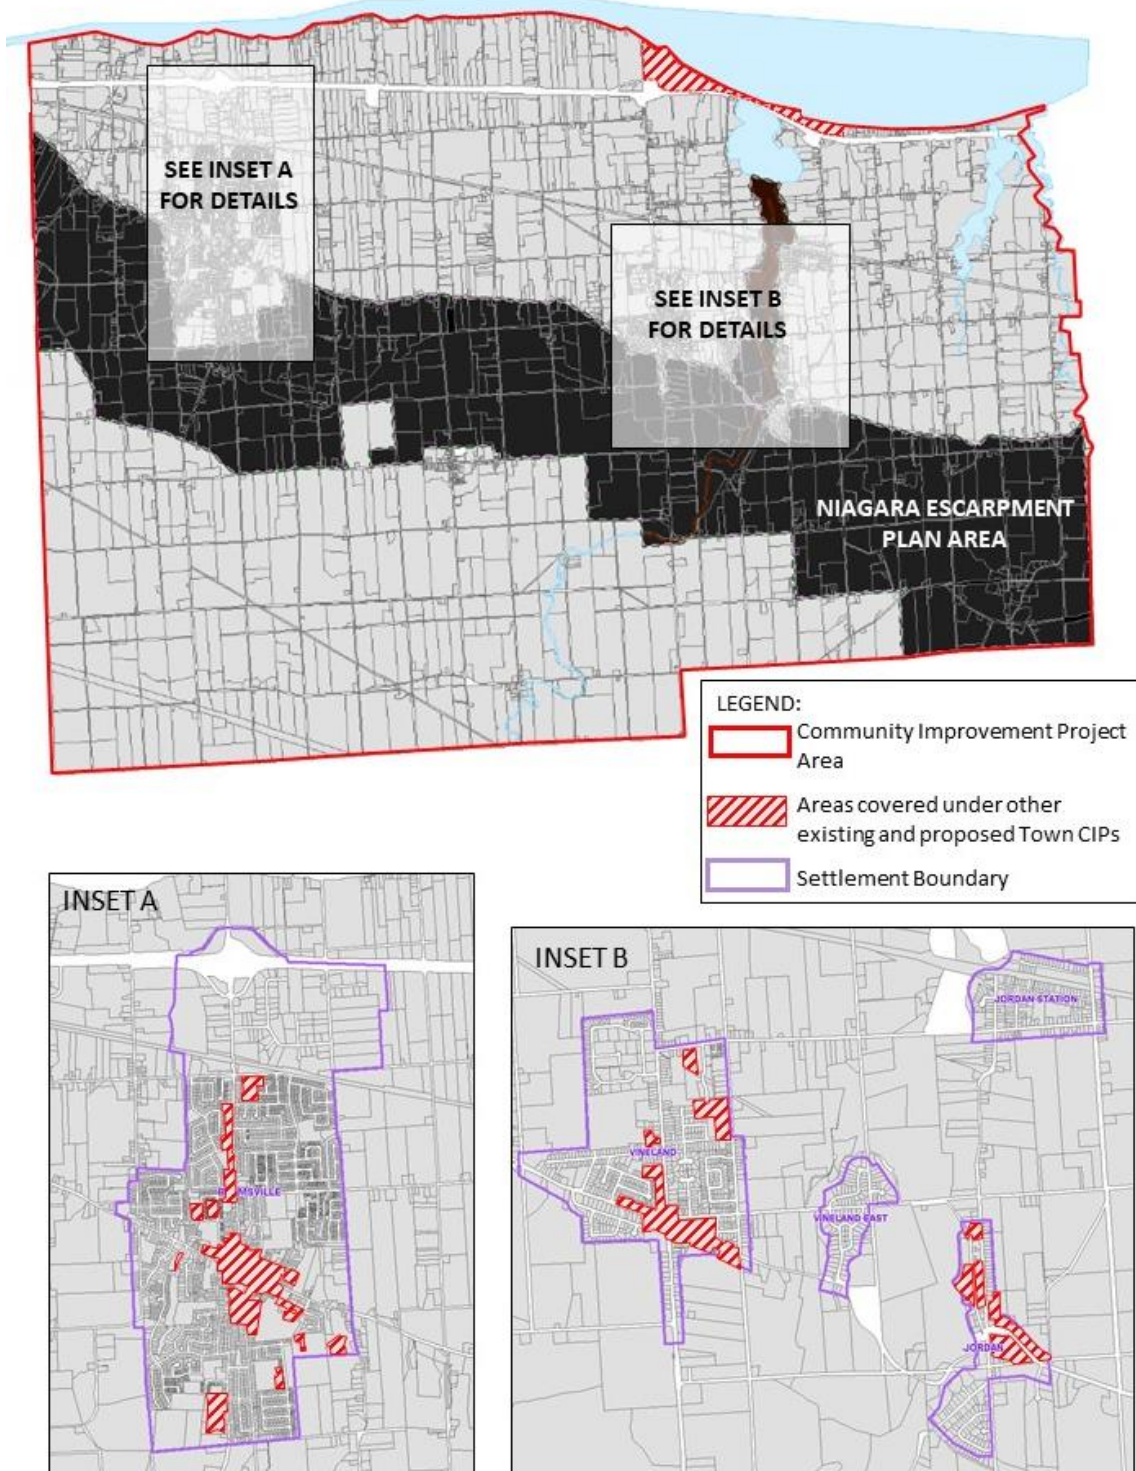 SEE INSET A
FOR DETAILS
SEE INSET B
FOR DETAILS
NIAGARA ESCARPMENT
PLAN AREA
LEGEND:
Community Improvement Project
Area
Areas covered under other
existing and proposed Town CIPs
Settlement Boundary
INSET A
INSET B
JORDAN STATION
VINELAND
VINELAND EAST
JORDAN